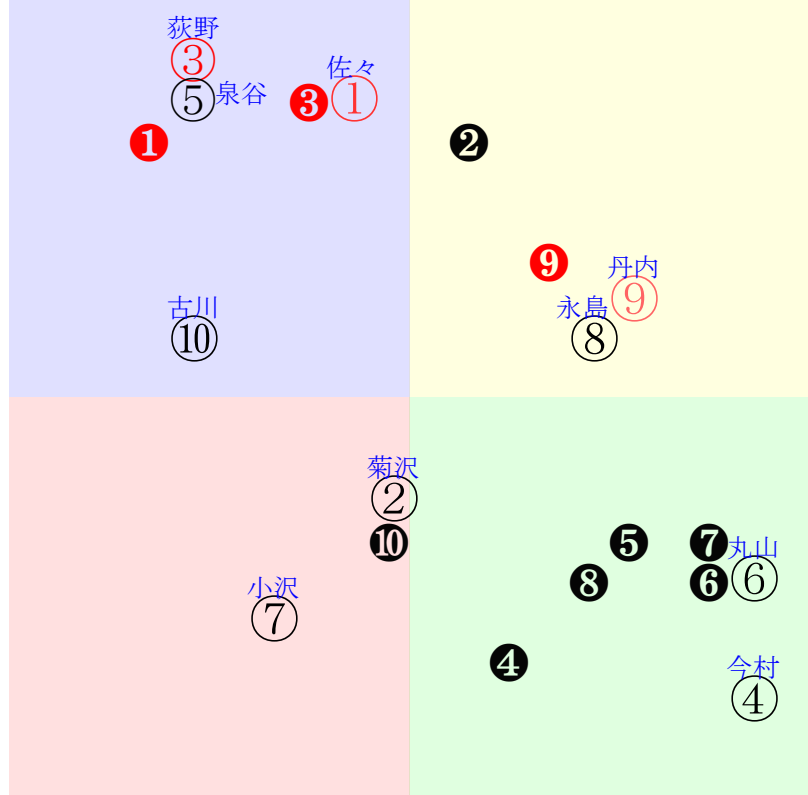 荻野
③
佐々
⑤ 泉谷
❸ ①
❶
❷
❾
丹内
⑨
古川
永島
⑩
⑧
菊沢
②
❿
❺
❼ 丸山
小沢
❽
❻ ⑥
⑦
❹
今村
④